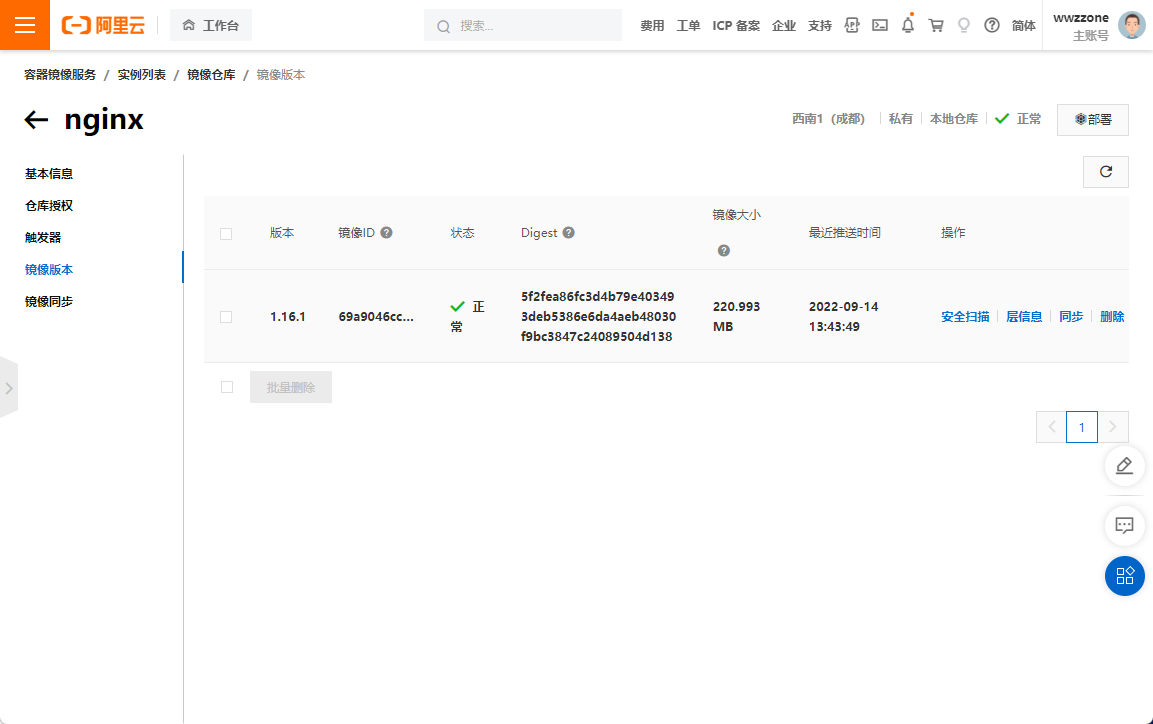 阿里云
工作台
搜索...
费用
工单
ICP 备案
企业
支持
简体
wwzzone
主账号
容器镜像服务 / 实例列表 / 镜像仓库 / 镜像版本
nginx
西南1（成都）
私有
本地仓库
正常
部署
基本信息
仓库授权
触发器
镜像版本
镜像同步
版本
镜像ID
状态
Digest
镜像大小
最近推送时间
操作
1.16.1
69a9046cc...
正
常
5f2fea86fc3d4b79e40349
3deb5386e6da4aeb48030
f9bc3847c24089504d138
220.993
MB
2022-09-14
13:43:49
安全扫描
层信息
同步
删除
批量删除
1